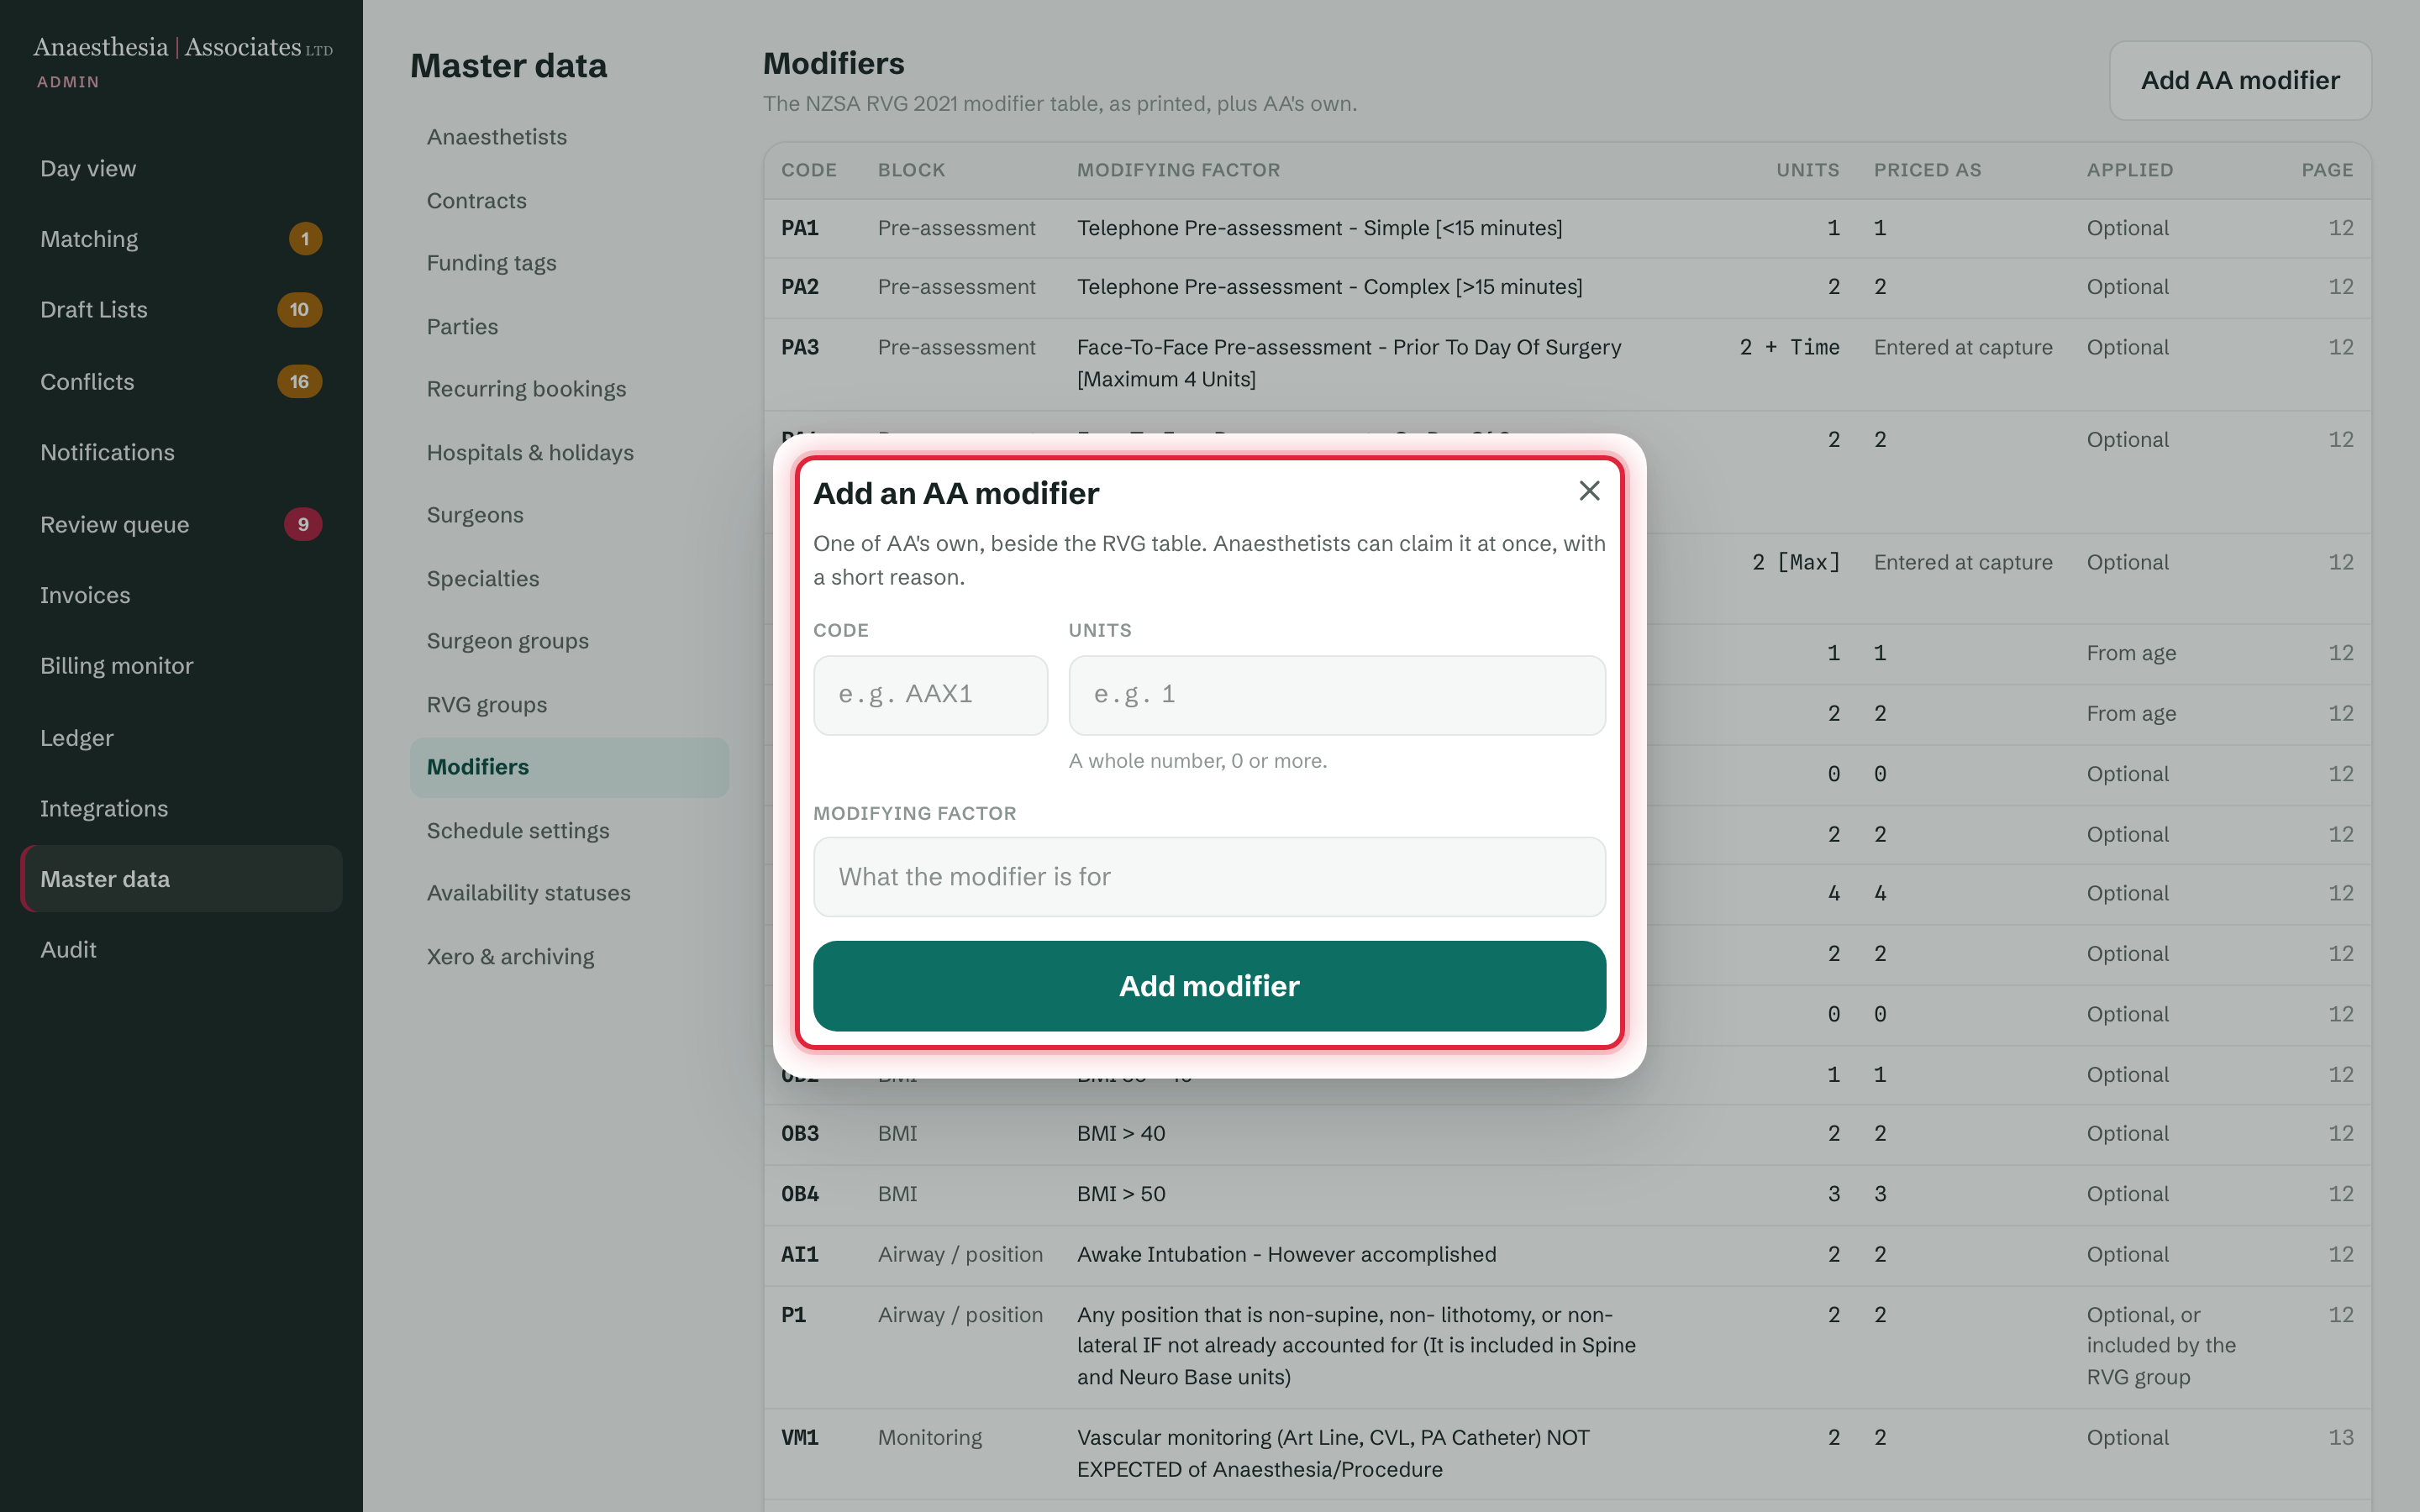 Anaesthesia | Associates LTD
ADMIN
Day view
Matching 1
Draft Lists 10
Conflicts 16
Notifications
Review queue 9
Invoices
Billing monitor
Ledger
Integrations
Master data
Audit
Master data
Anaesthetists
Contracts
Funding tags
Parties
Recurring bookings
Hospitals & holidays
Surgeons
Specialties
Surgeon groups
RVG groups
Modifiers
Schedule settings
Availability statuses
Xero & archiving
Modifiers
The NZSA RVG 2021 modifier table, as printed, plus AA's own.
Add AA modifier
CODE BLOCK MODIFYING FACTOR UNITS PRICED AS APPLIED PAGE
PA1 Pre-assessment Telephone Pre-assessment - Simple [<15 minutes] 1 1 Optional 12
PA2 Pre-assessment Telephone Pre-assessment - Complex [>15 minutes] 2 2 Optional 12
PA3 Pre-assessment Face-To-Face Pre-assessment - Prior To Day Of Surgery 2 + Time Entered at capture Optional 12
[Maximum 4 Units]
2 2 Optional 12
2 [Max] Entered at capture Optional 12
1 1 From age 12
2 2 From age 12
0 0 Optional 12
2 2 Optional 12
4 4 Optional 12
2 2 Optional 12
0 0 Optional 12
1 1 Optional 12
OB3 BMI BMI > 40 2 2 Optional 12
OB4 BMI BMI > 50 3 3 Optional 12
AI1 Airway / position Awake Intubation - However accomplished 2 2 Optional 12
P1 Airway / position Any position that is non-supine, non- lithotomy, or non- 2 2 Optional, or 12
lateral IF not already accounted for (It is included in Spine included by the
and Neuro Base units) RVG group
VM1 Monitoring Vascular monitoring (Art Line, CVL, PA Catheter) NOT 2 2 Optional 13
EXPECTED of Anaesthesia/Procedure
Add an AA modifier
One of AA's own, beside the RVG table. Anaesthetists can claim it at once, with
a short reason.
CODE UNITS
e.g. AAX1 e.g. 1
A whole number, 0 or more.
MODIFYING FACTOR
What the modifier is for
Add modifier